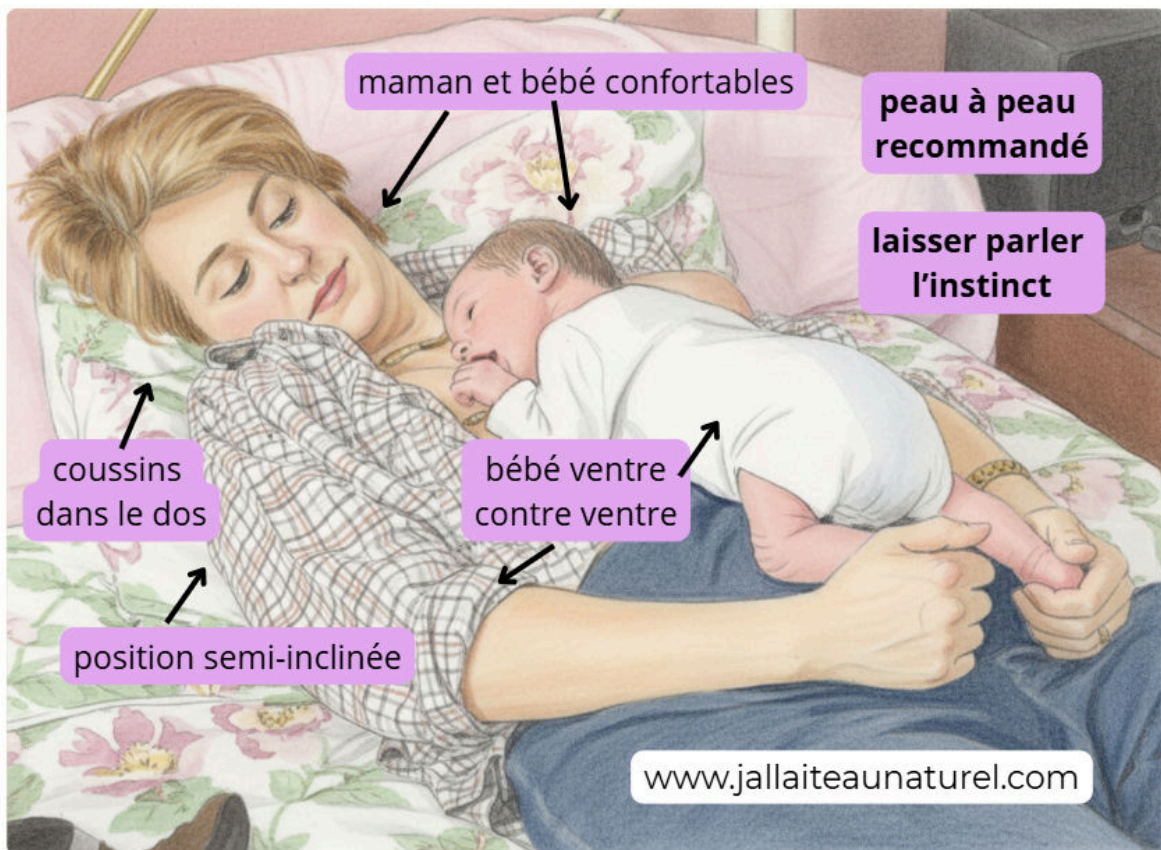 maman et bébé confortables
peau à peau
recommandé
laisser parler
l'instinct
coussins
dans le dos
bébé ventre
contre ventre
position semi-inclinée
www.jallaiteaunaturel.com